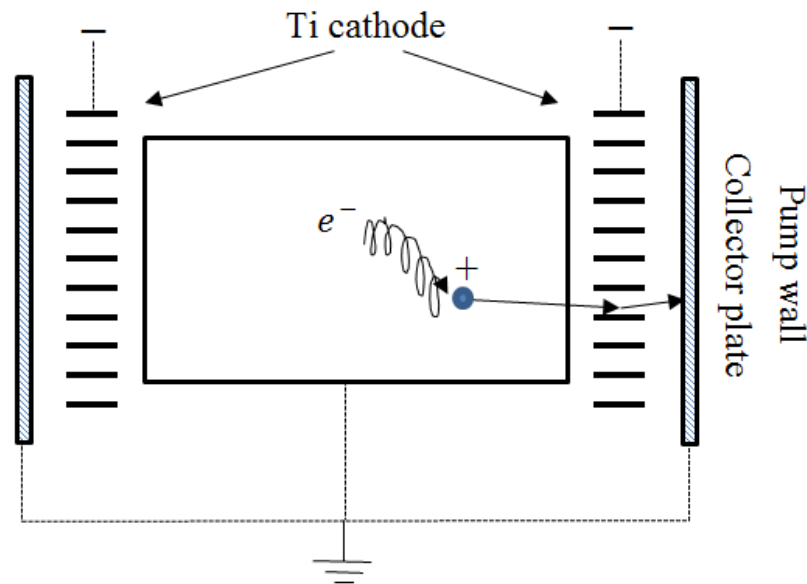 − −
Ti cathode
e⁻
+
Collector plate
Pump wall